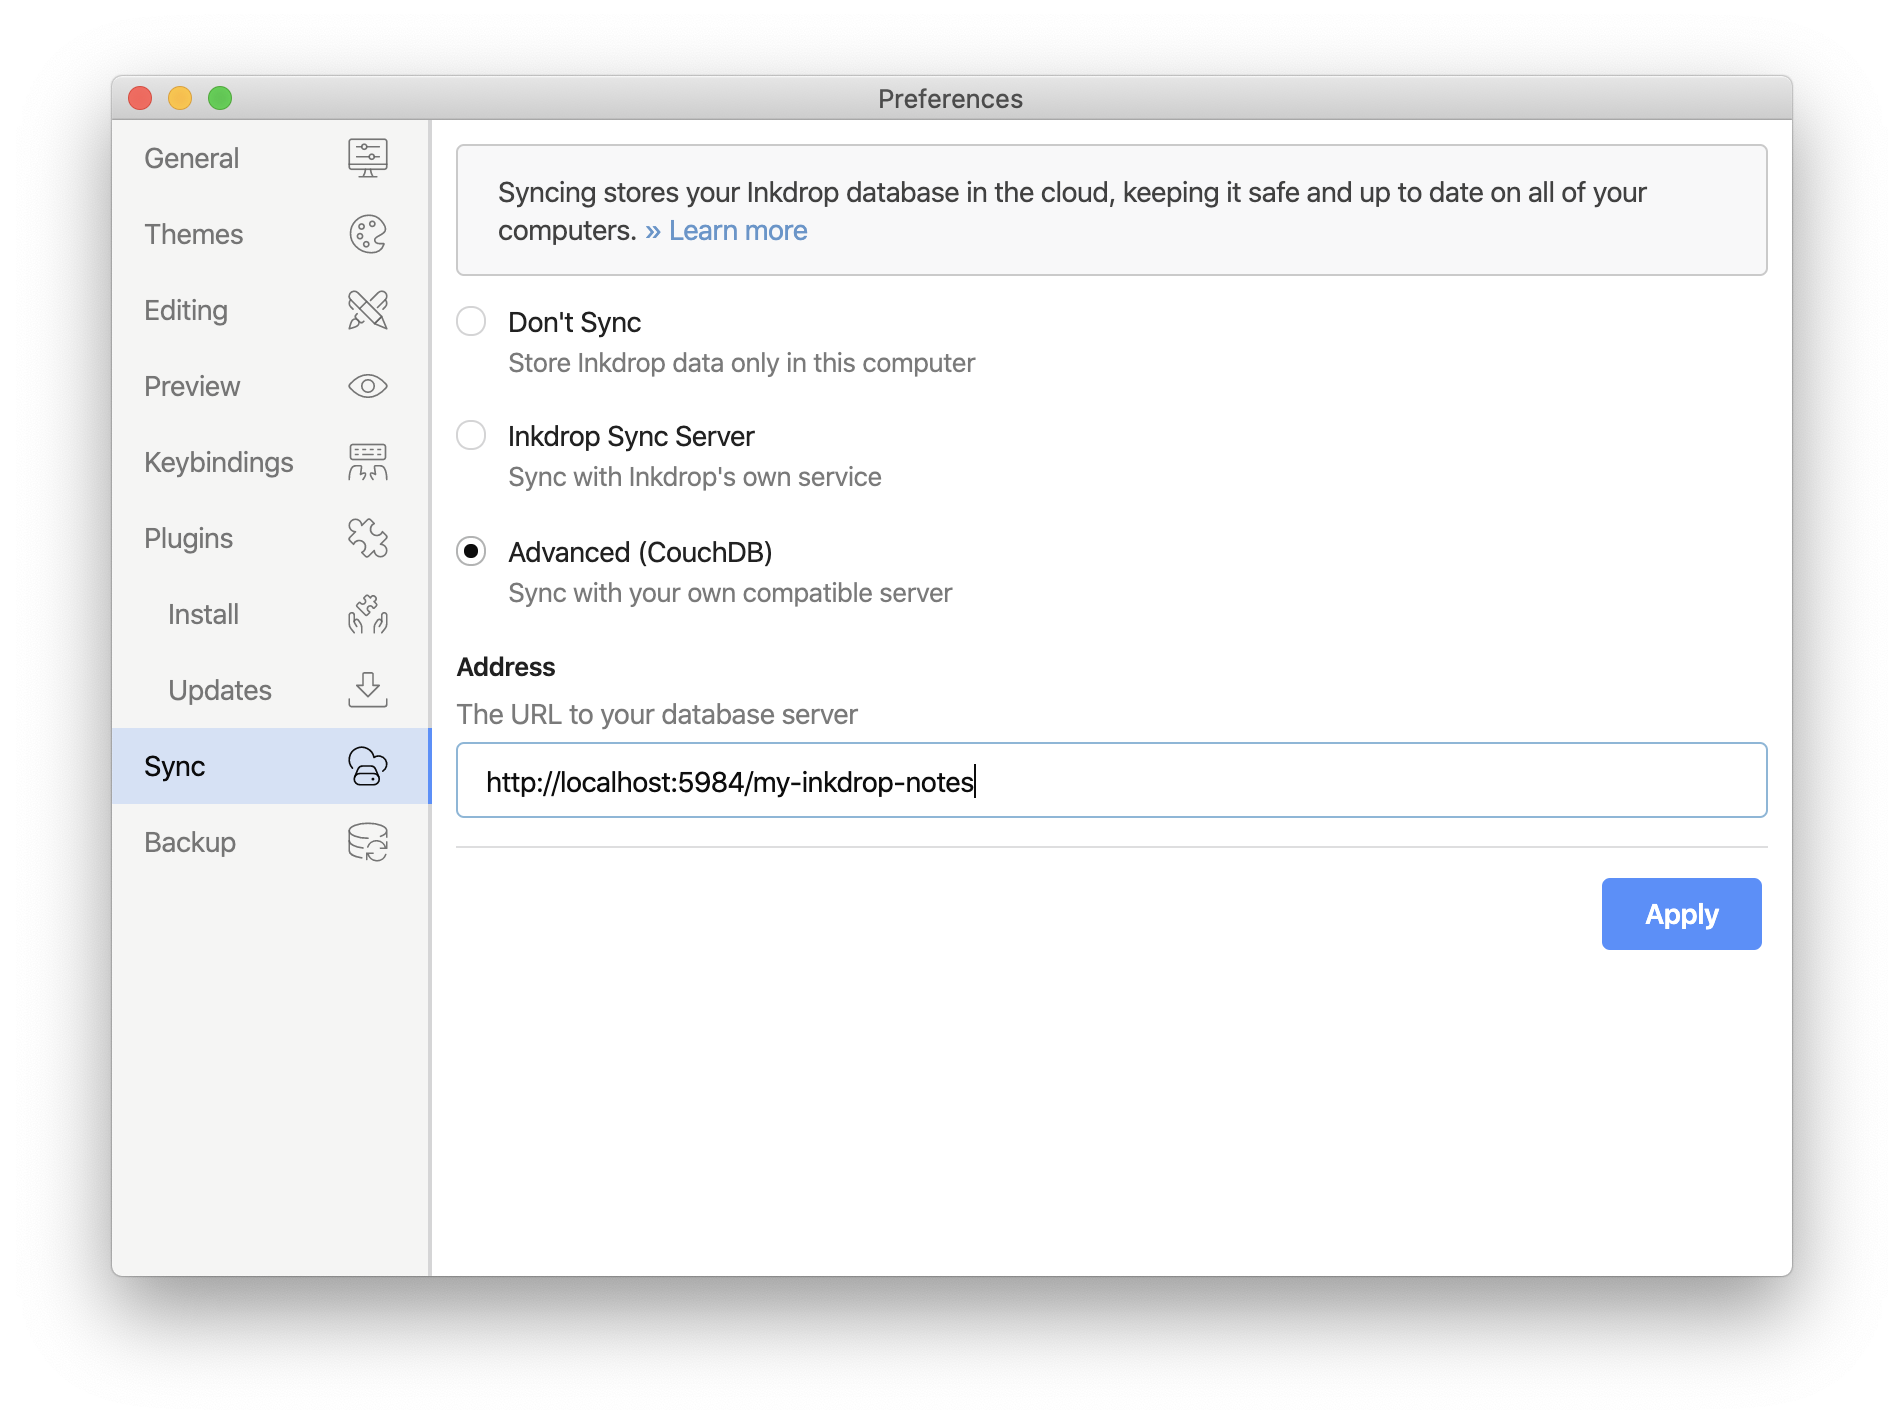 Preferences
General
Themes
Editing
Preview
Keybindings
Plugins
Install
Updates
Sync
Backup
Syncing stores your Inkdrop database in the cloud, keeping it safe and up to date on all of your
computers. » Learn more
Don't Sync
Store Inkdrop data only in this computer
Inkdrop Sync Server
Sync with Inkdrop's own service
Advanced (CouchDB)
Sync with your own compatible server
Address
The URL to your database server
http://localhost:5984/my-inkdrop-notes
Apply